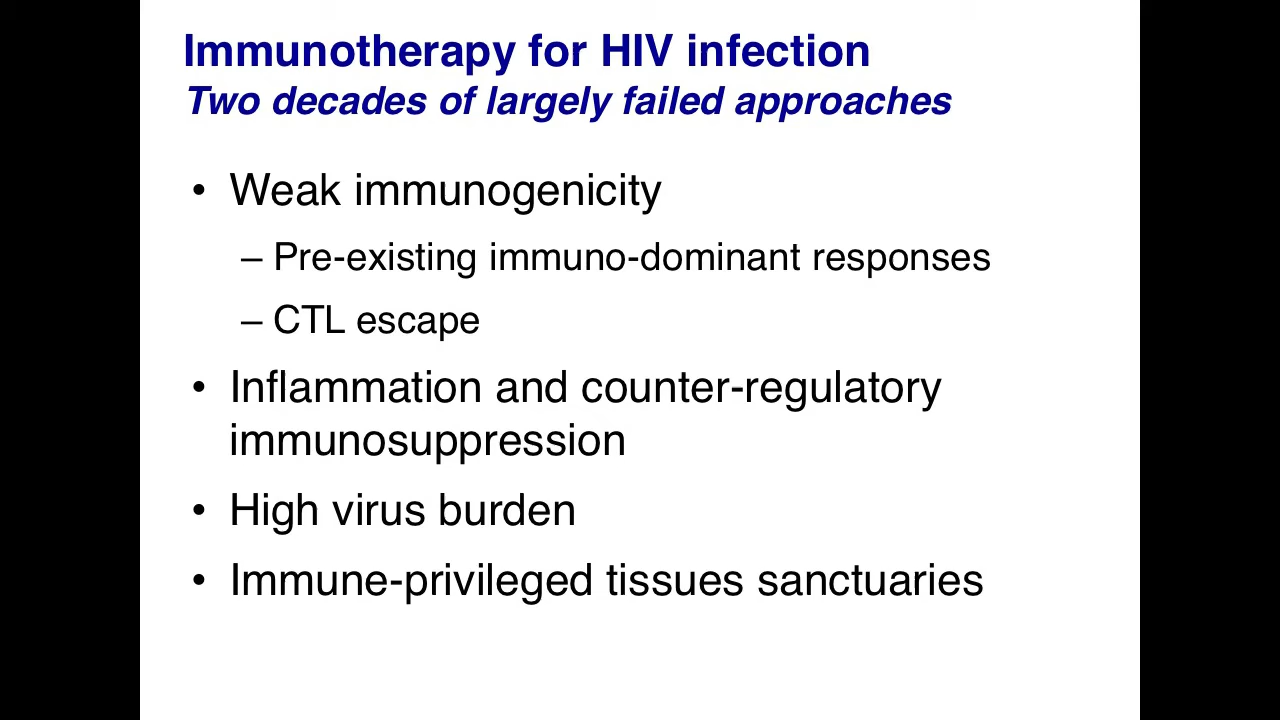 Immunotherapy for HIV infection
Two decades of largely failed approaches
• Weak immunogenicity
– Pre-existing immuno-dominant responses
– CTL escape
• Inflammation and counter-regulatory
immunosuppression
• High virus burden
• Immune-privileged tissues sanctuaries